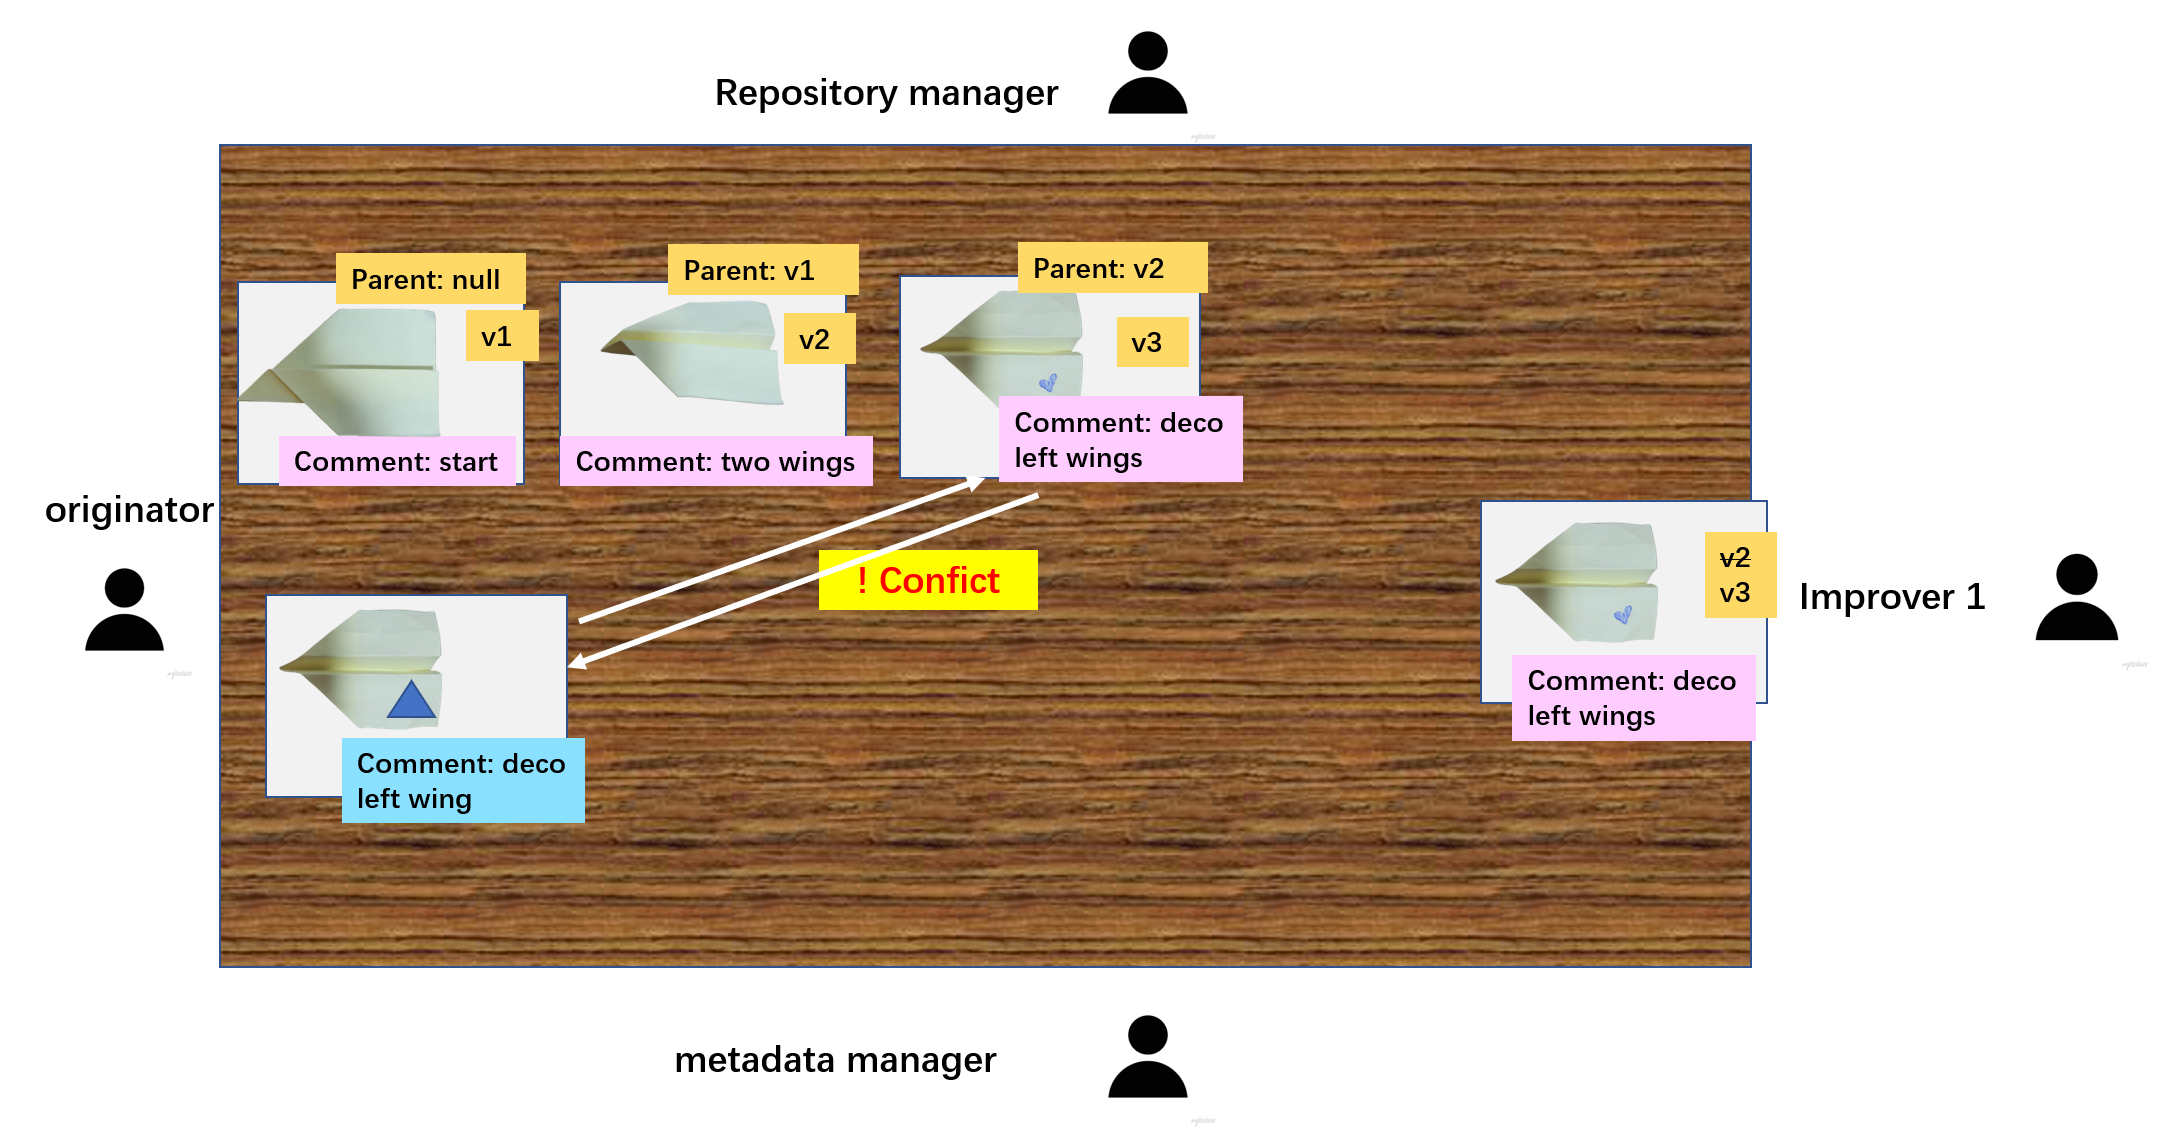 Repository manager
Parent: null
v1
Comment: start
Parent: v1
v2
Comment: two wings
Parent: v2
v3
Comment: deco
left wings
originator
! Confict
Comment: deco
left wing
v2
v3
Comment: deco
left wings
Improver 1
metadata manager